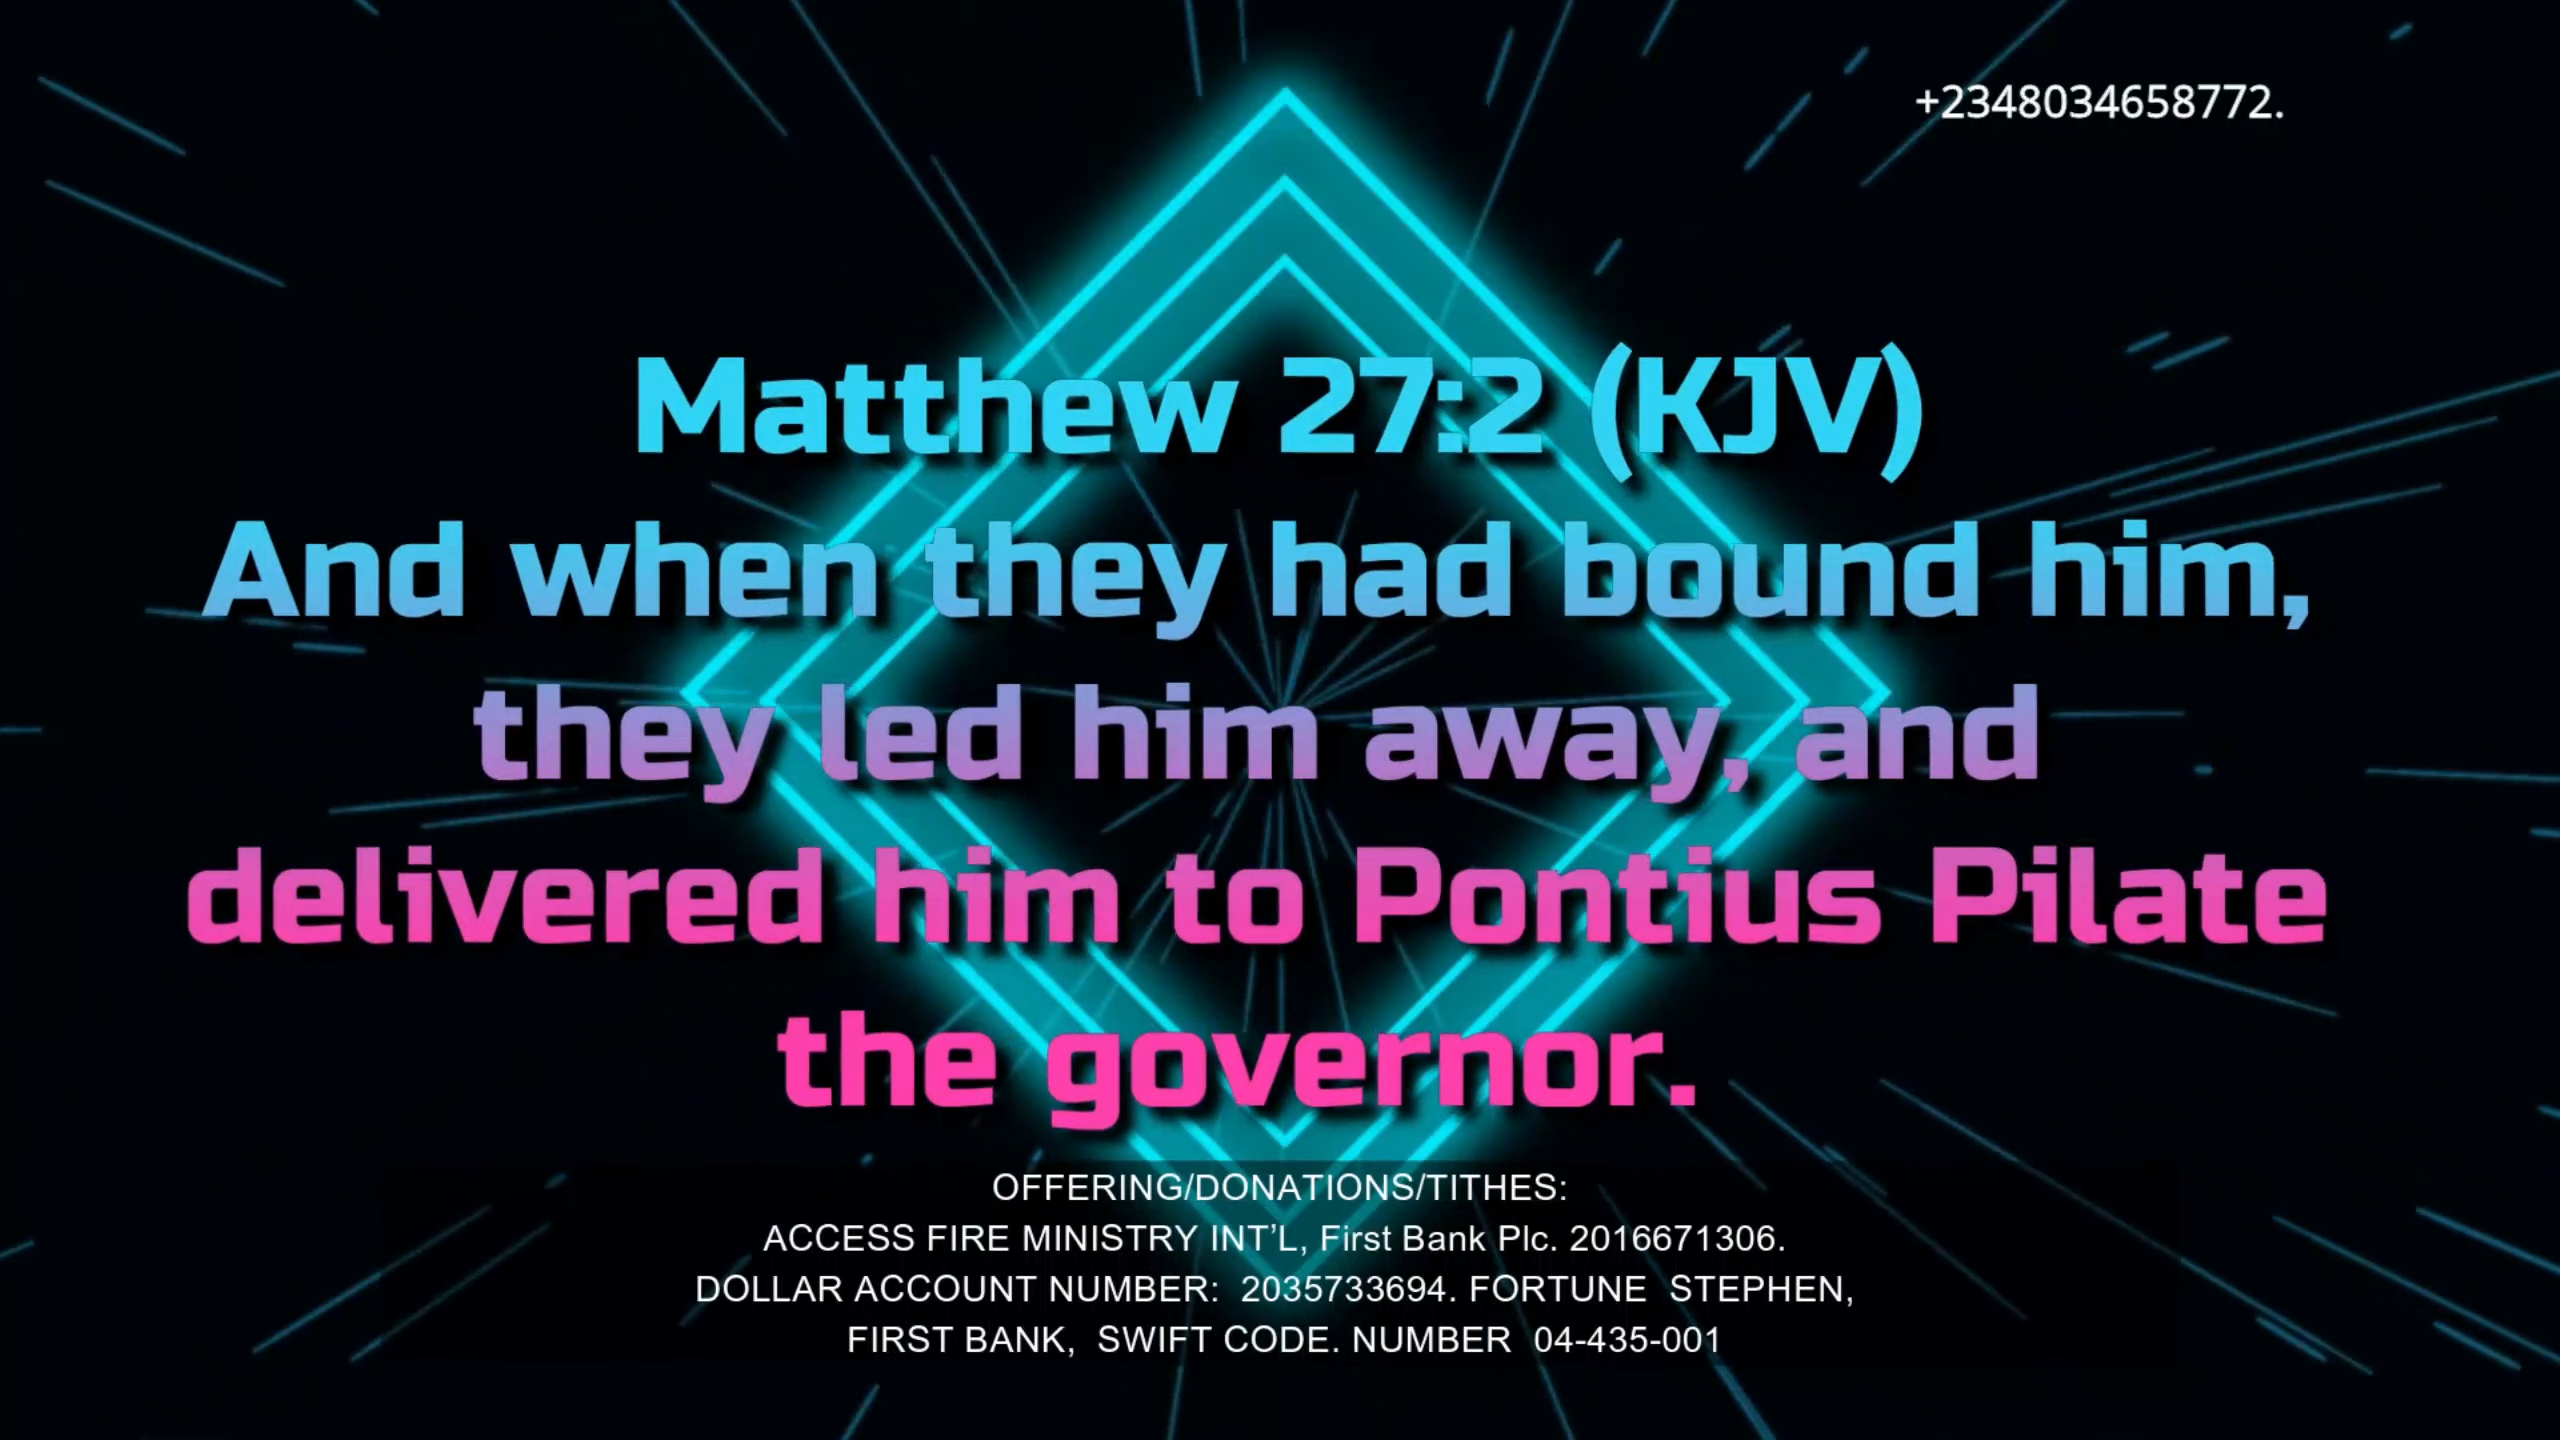 +2348034658772.
Matthew 27:2 (KJV)
And when they had bound him,
they led him away, and
delivered him to Pontius Pilate
the governor.
OFFERING/DONATIONS/TITHES:
ACCESS FIRE MINISTRY INT’L, First Bank Plc. 2016671306.
DOLLAR ACCOUNT NUMBER:  2035733694. FORTUNE  STEPHEN,
FIRST BANK,  SWIFT CODE. NUMBER  04-435-001